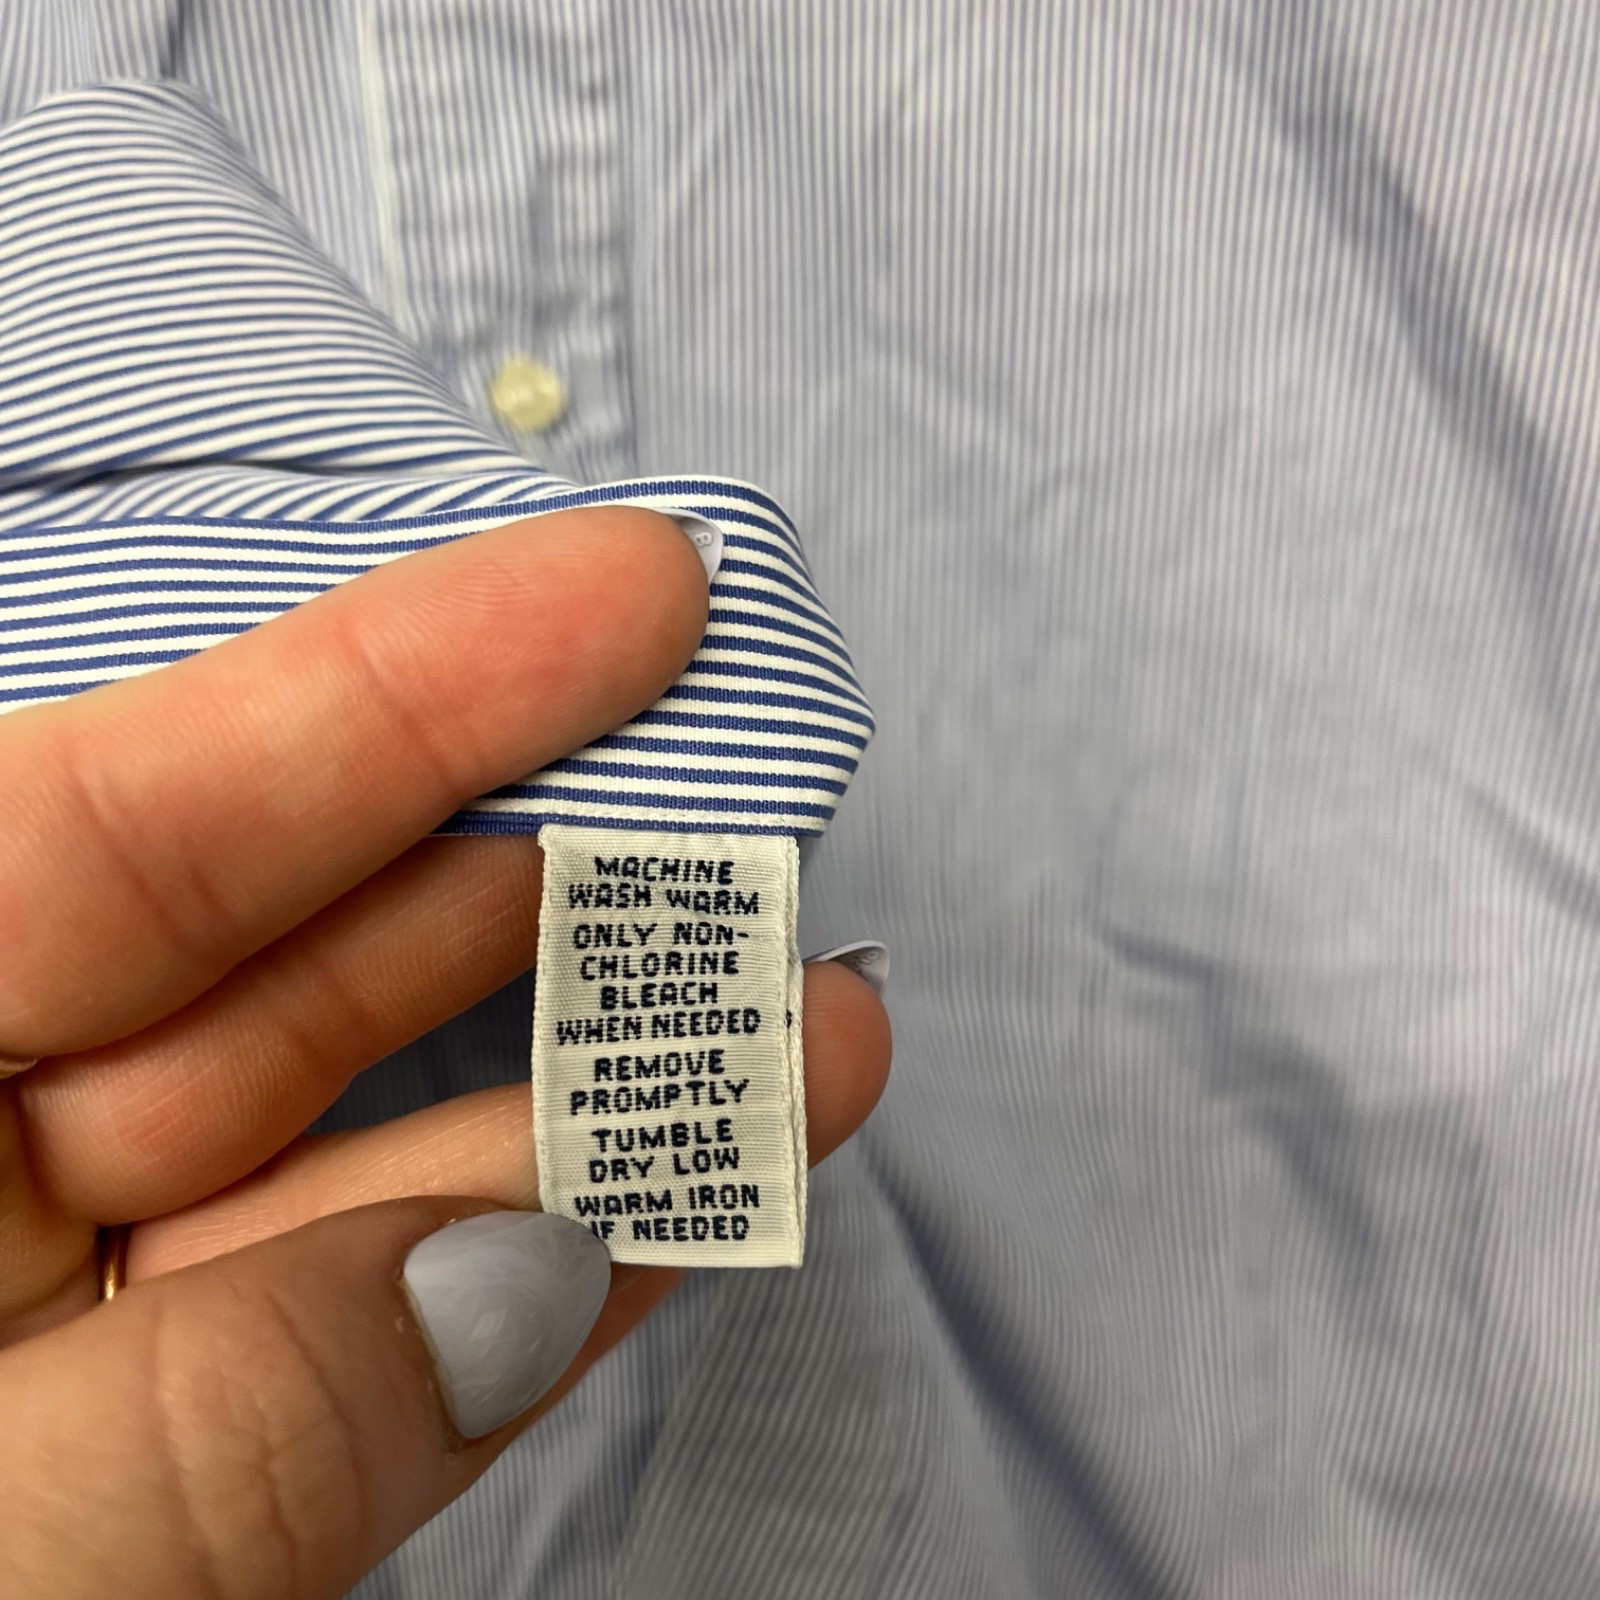 MACHINE
WASH WARM
ONLY NON-
CHLORINE
BLEACH
WHEN NEEDED
REMOVE
PROMPTLY
TUMBLE
DRY LOW
WARM IRON
IF NEEDED